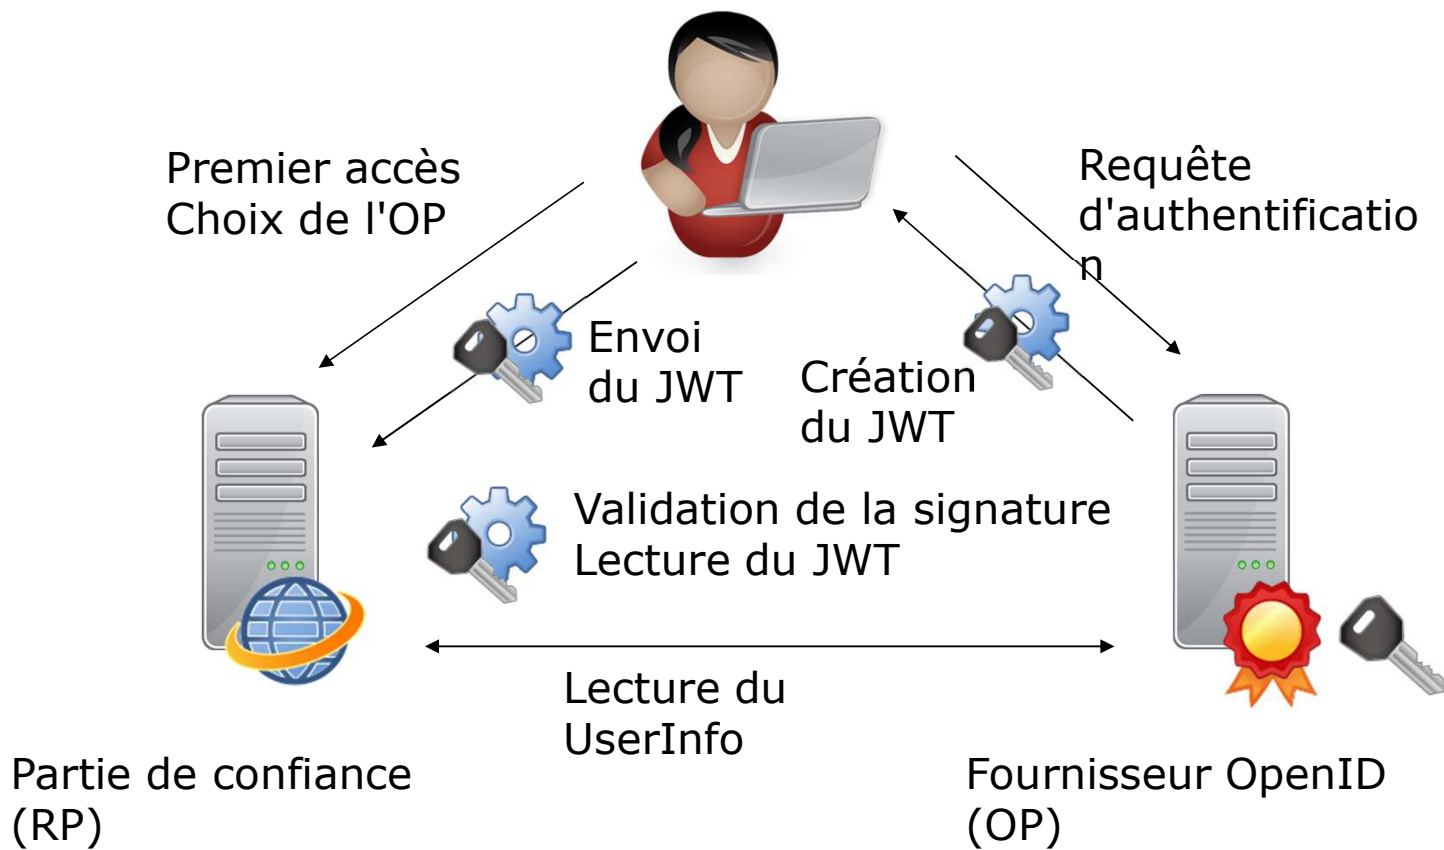 Premier accès
Choix de l'OP
Requête
d'authentificatio
n
Envoi
du JWT
Création
du JWT
Validation de la signature
Lecture du JWT
Lecture du
UserInfo
Partie de confiance
(RP)
Fournisseur OpenID
(OP)